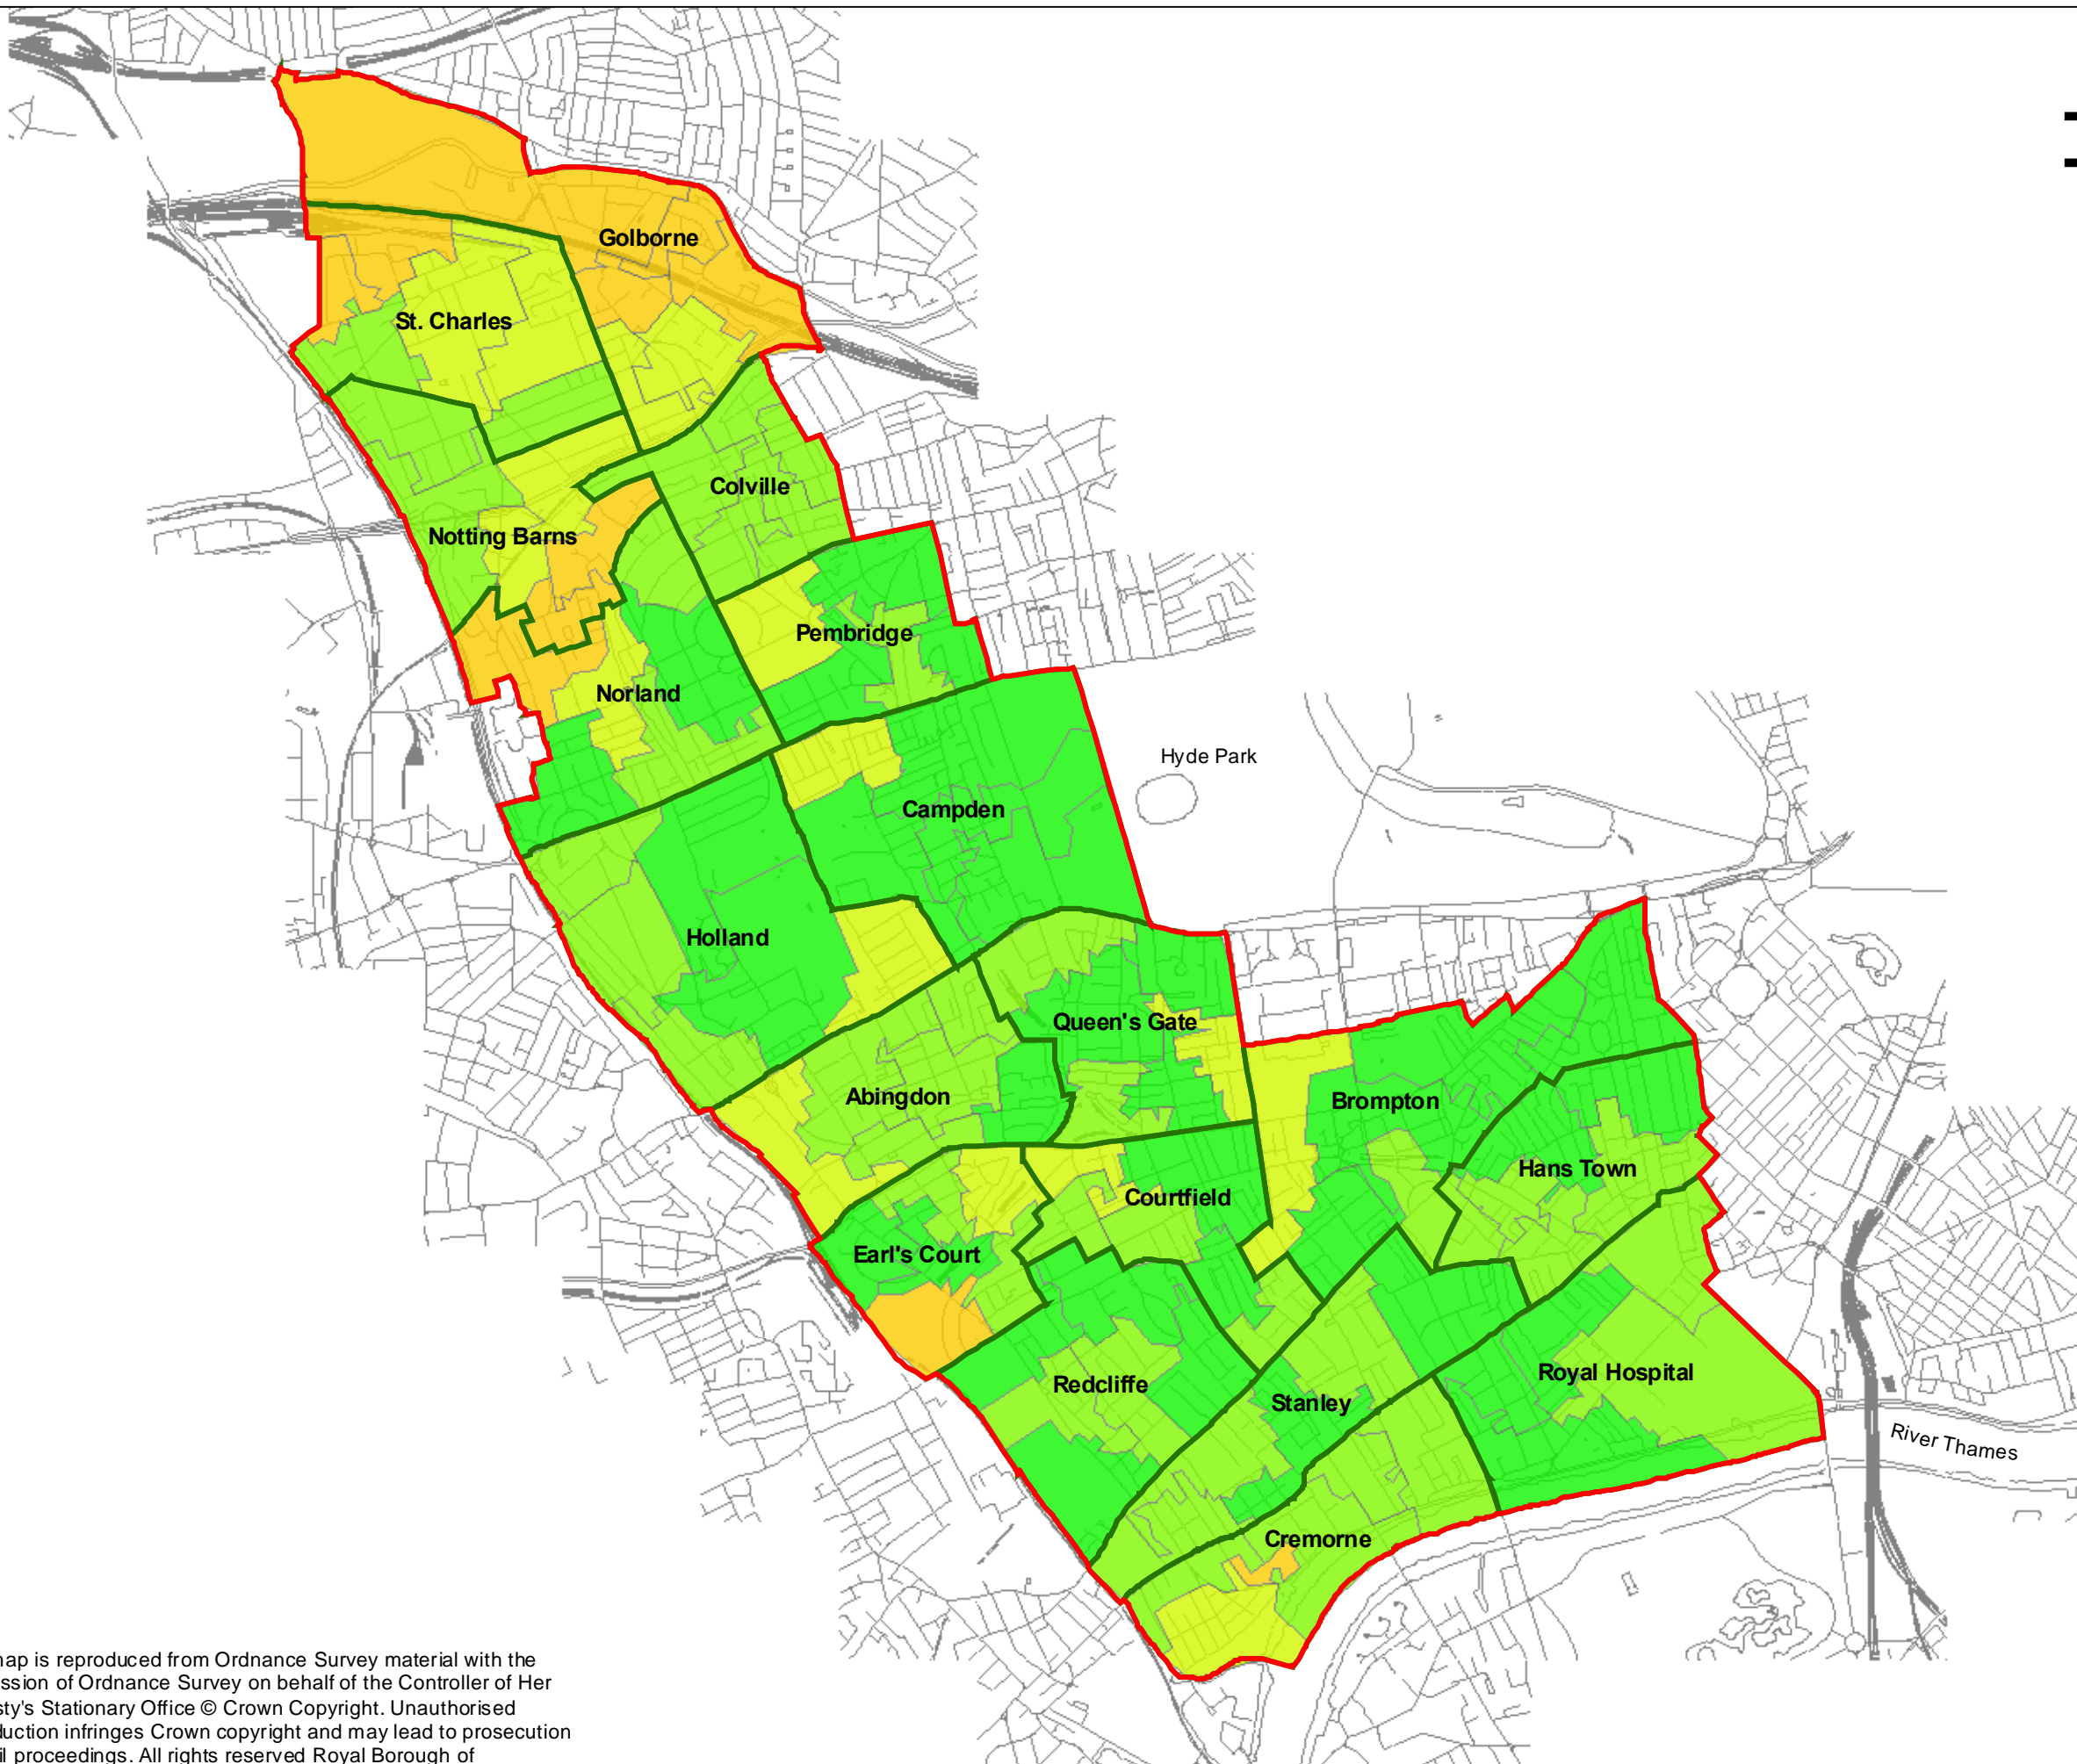 Golborne
St. Charles
Colville
Notting Barns
Pembridge
Norland
Hyde Park
Campden
Holland
Queen's Gate
Abingdon
Brompton
Hans Town
Courtfield
Earl's Court
Royal Hospital
Redcliffe
Stanley
River Thames
Cremorne
ap is reproduced from Ordnance Survey material with the
ssion of Ordnance Survey on behalf of the Controller of Her
sty's Stationary Office © Crown Copyright. Unauthorised
duction infringes Crown copyright and may lead to prosecution
il proceedings. All rights reserved Royal Borough of